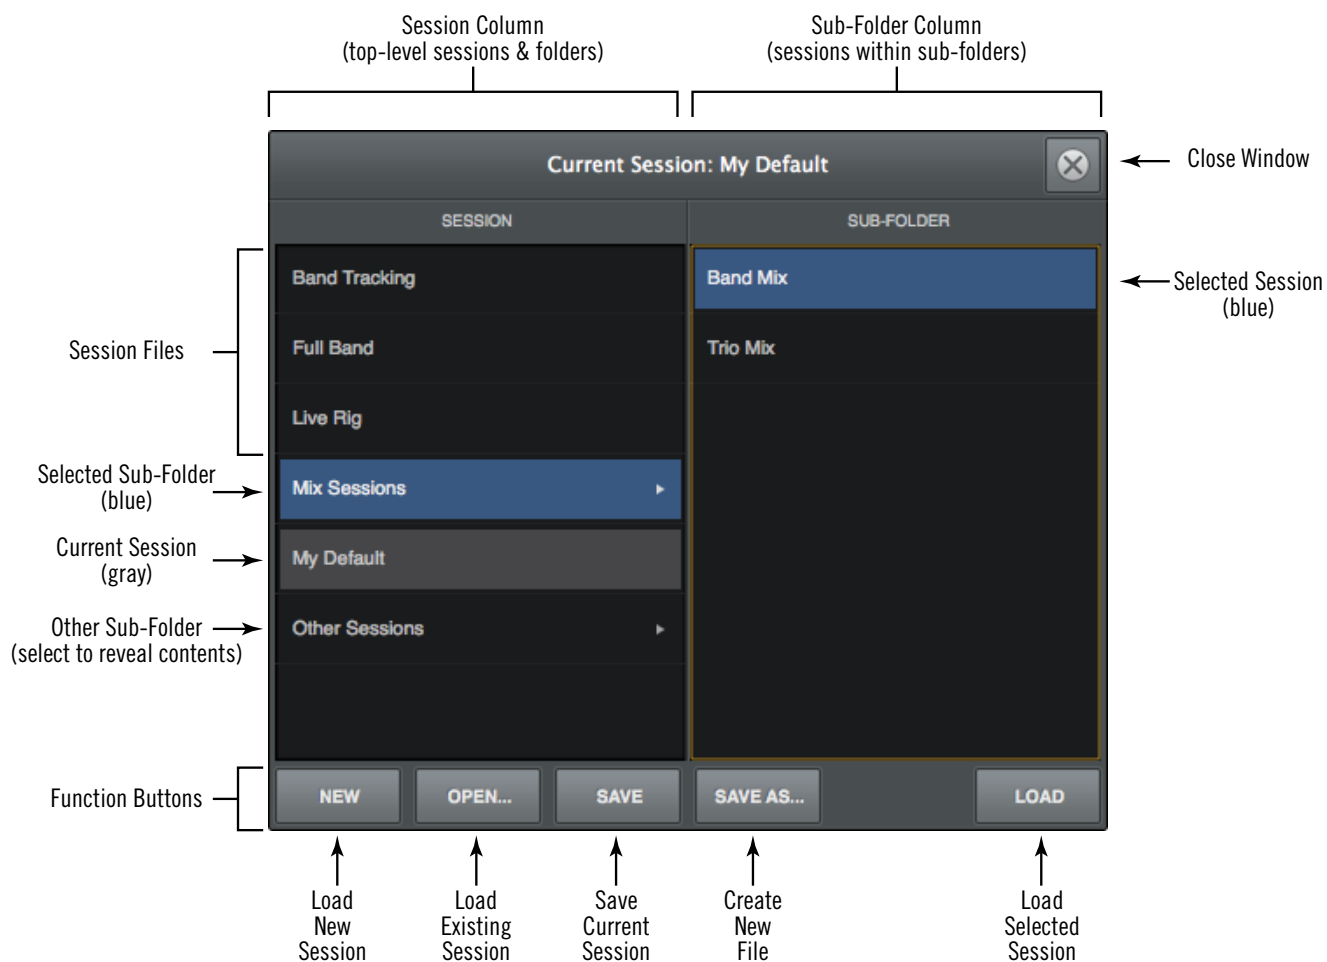 Session Column
(top-level sessions & folders)
Sub-Folder Column
(sessions within sub-folders)
Current Session: My Default
Close Window
SESSION
SUB-FOLDER
Band Tracking
Band Mix
Selected Session
(blue)
Session Files
Full Band
Trio Mix
Live Rig
Selected Sub-Folder
(blue)
Mix Sessions
Current Session
(gray)
My Default
Other Sub-Folder
(select to reveal contents)
Other Sessions
Function Buttons
NEW
OPEN...
SAVE
SAVE AS...
LOAD
Load
New
Session
Load
Existing
Session
Save
Current
Session
Create
New
File
Load
Selected
Session